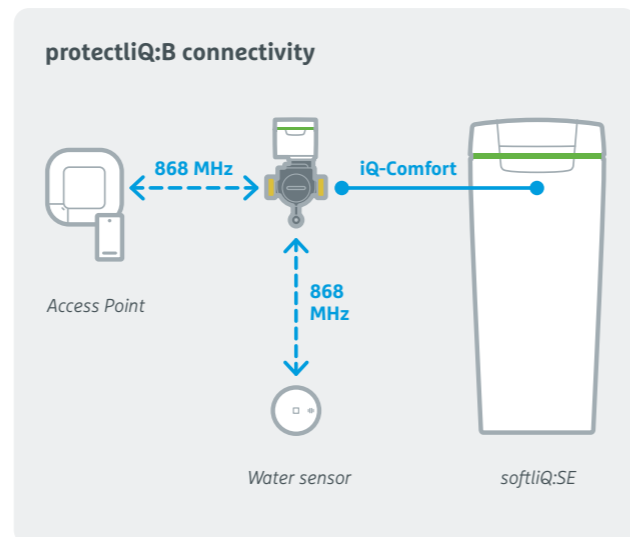 protectliQ:B connectivity
868 MHz
iQ-Comfort
Access Point
868
MHz
Water sensor
softliQ:SE